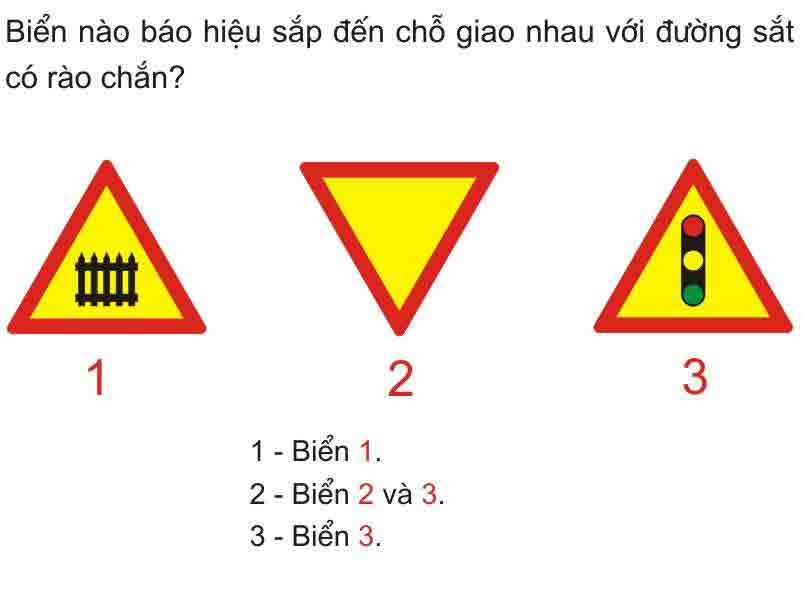 Biển nào báo hiệu sắp đến chỗ giao nhau với đường sắt
có rào chắn?
1 2 3
1 - Biển 1.
2 - Biển 2 và 3.
3 - Biển 3.